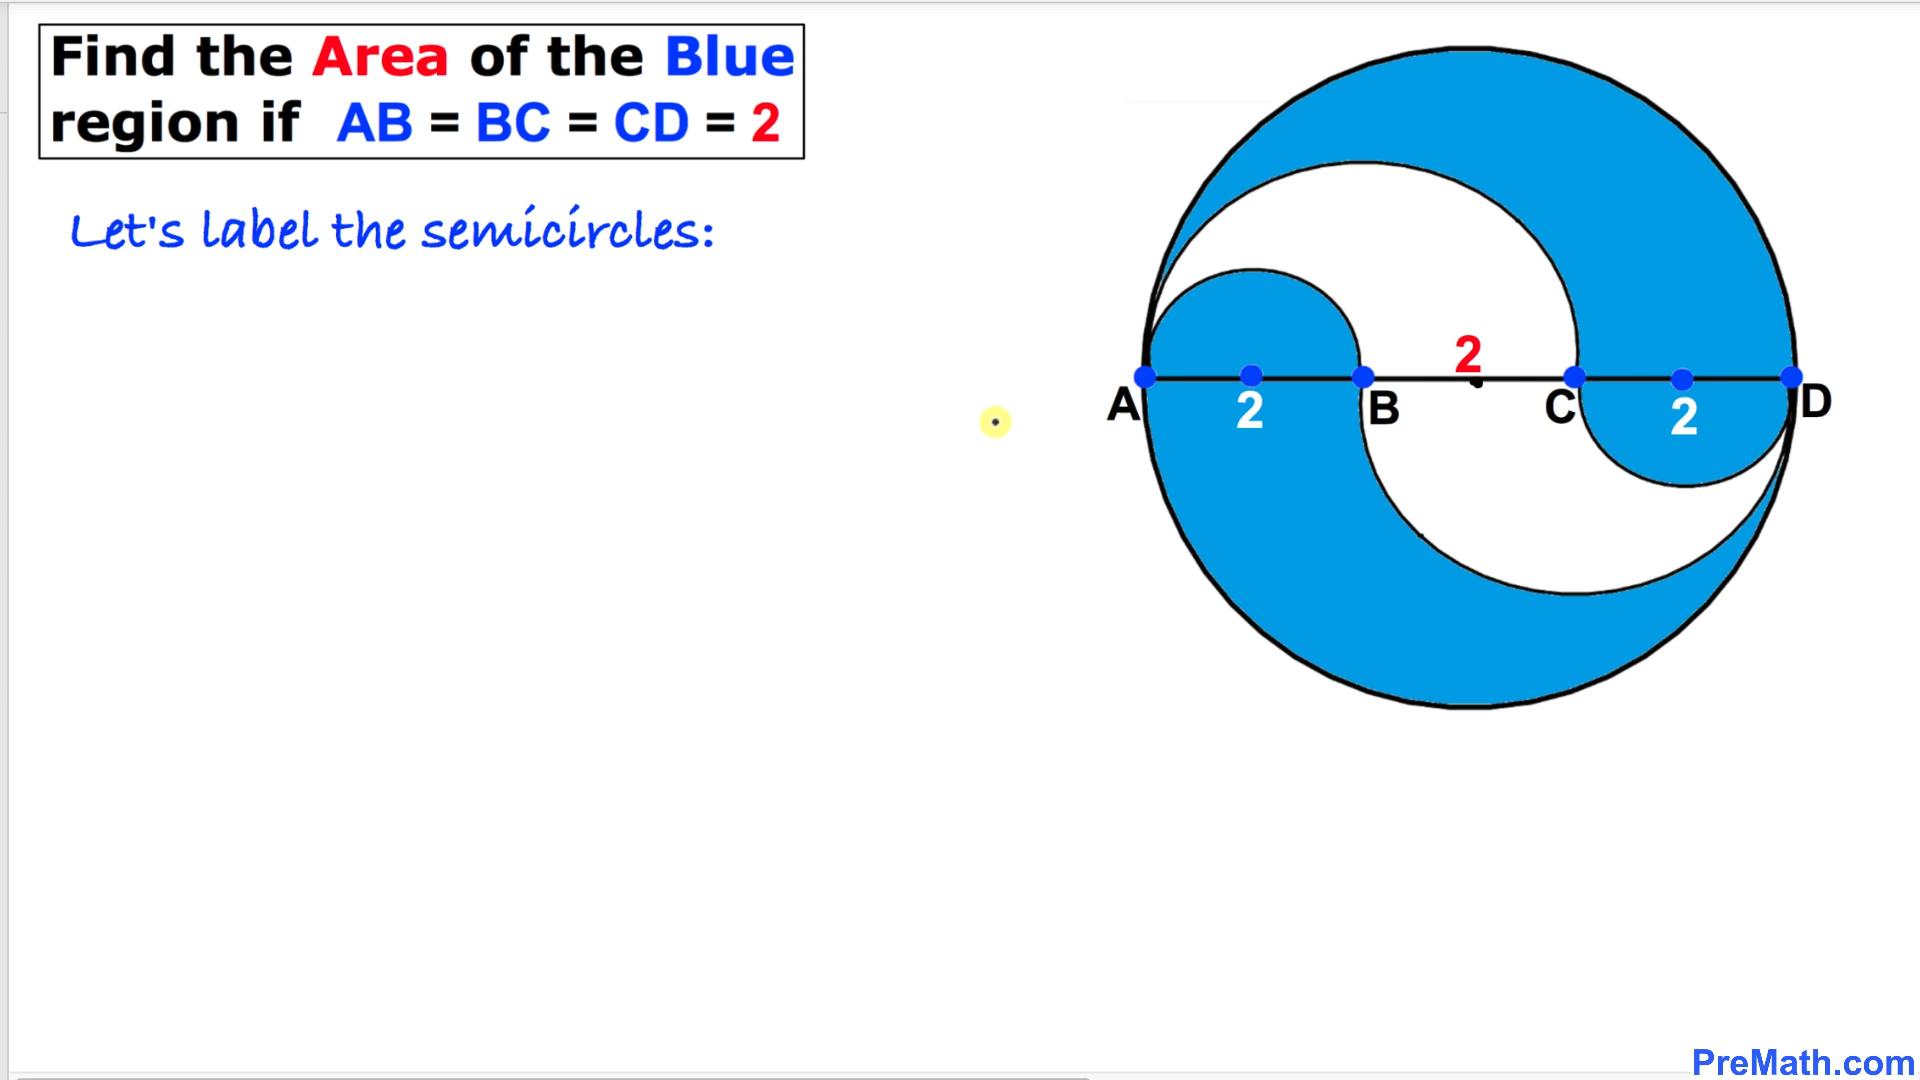 Find the Area of the Blue
region if AB = BC = CD = 2
Let's label the semicircles:
2
A
2
B
C
2
D
PreMath.com